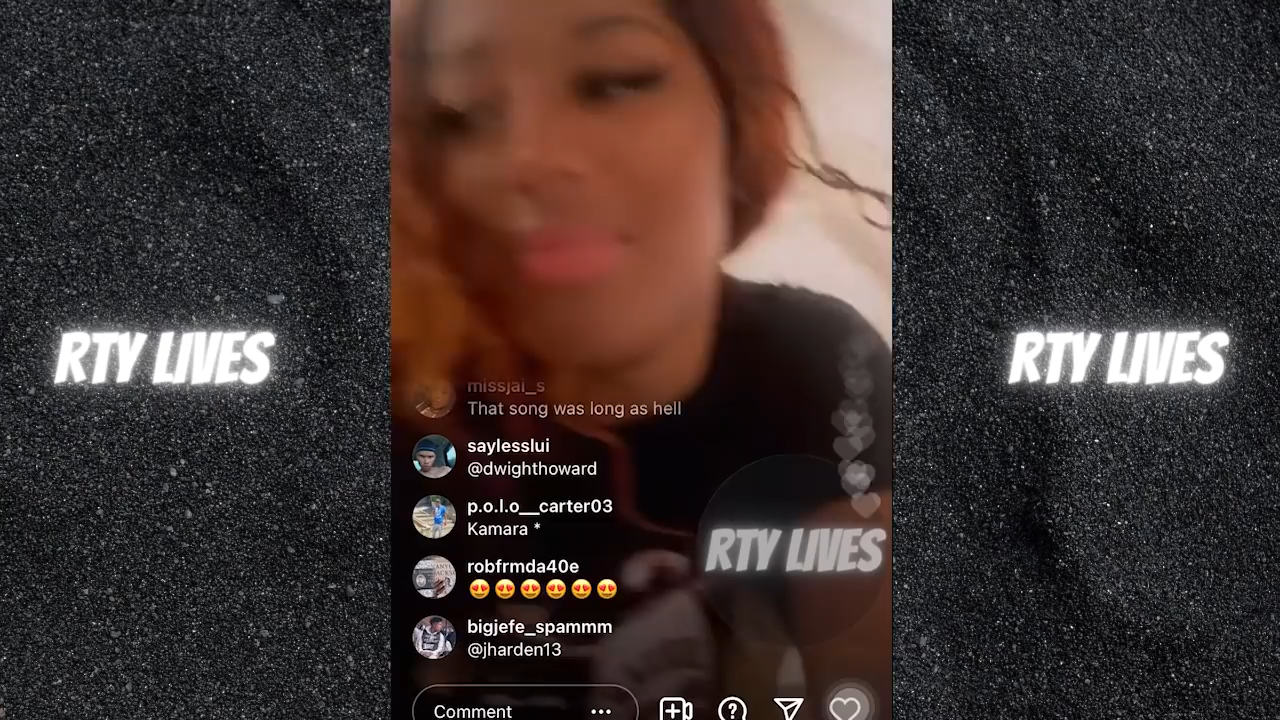 RTY LIVES
missjai_s
That song was long as hell
saylesslui
@dwighthoward
p.o.l.o__carter03
Kamara *
robfrmda40e
😍😍😍😍😍😍
bigjefe_spammm
@jharden13
Comment
RTY LIVES
RTY LIVES